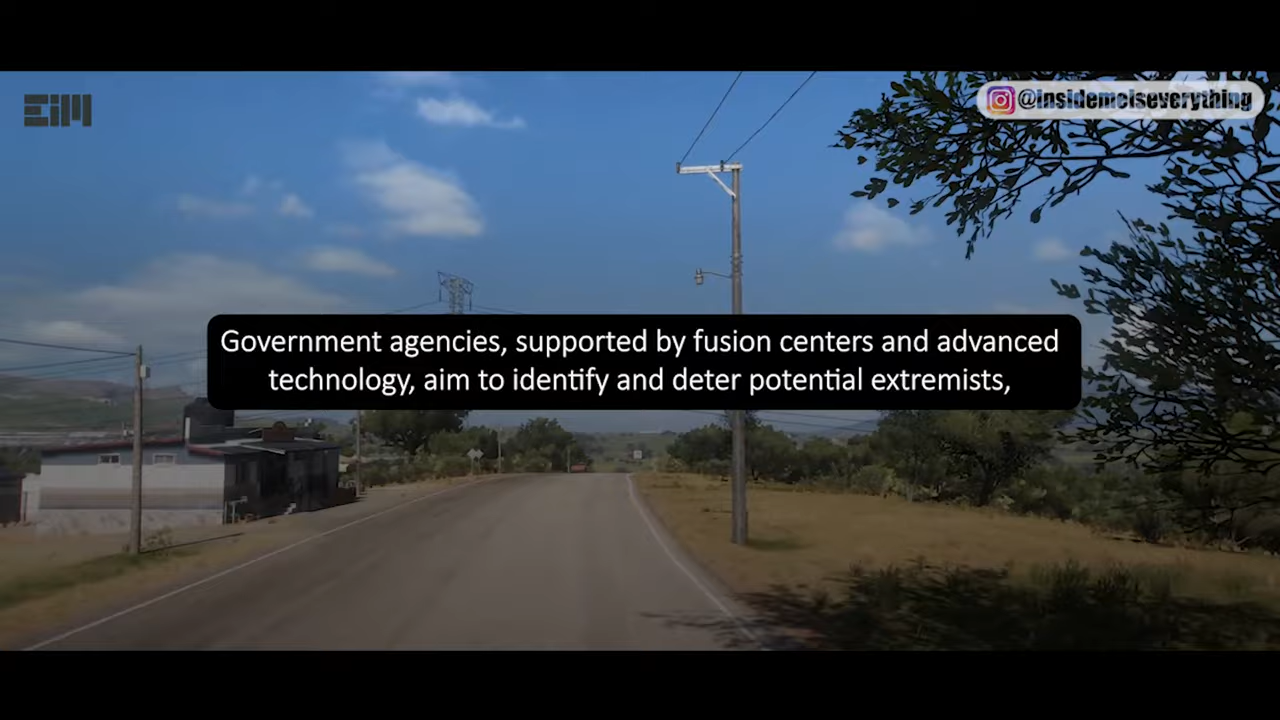 EiM
@insidemeiseverything
Government agencies, supported by fusion centers and advanced
technology, aim to identify and deter potential extremists,